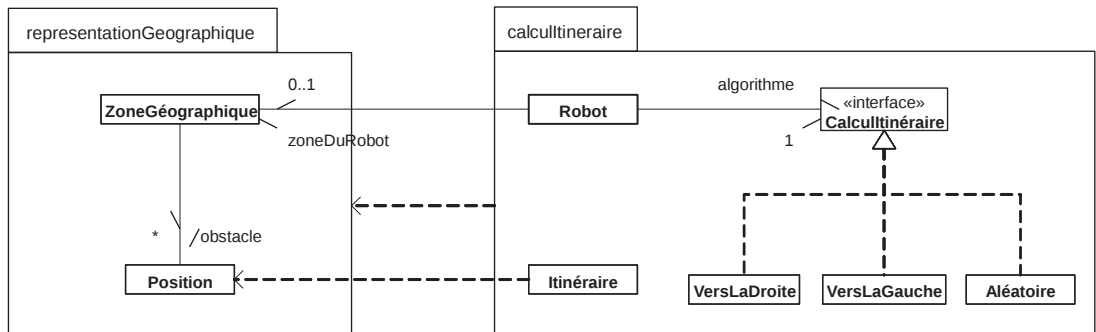 representationGeographique
calculItineraire
0..1
algorithme
ZoneGéographique
Robot
«interface»
CalculItinéraire
zoneDuRobot
1
*
/obstacle
Position
Itinéraire
VersLaDroite
VersLaGauche
Aléatoire